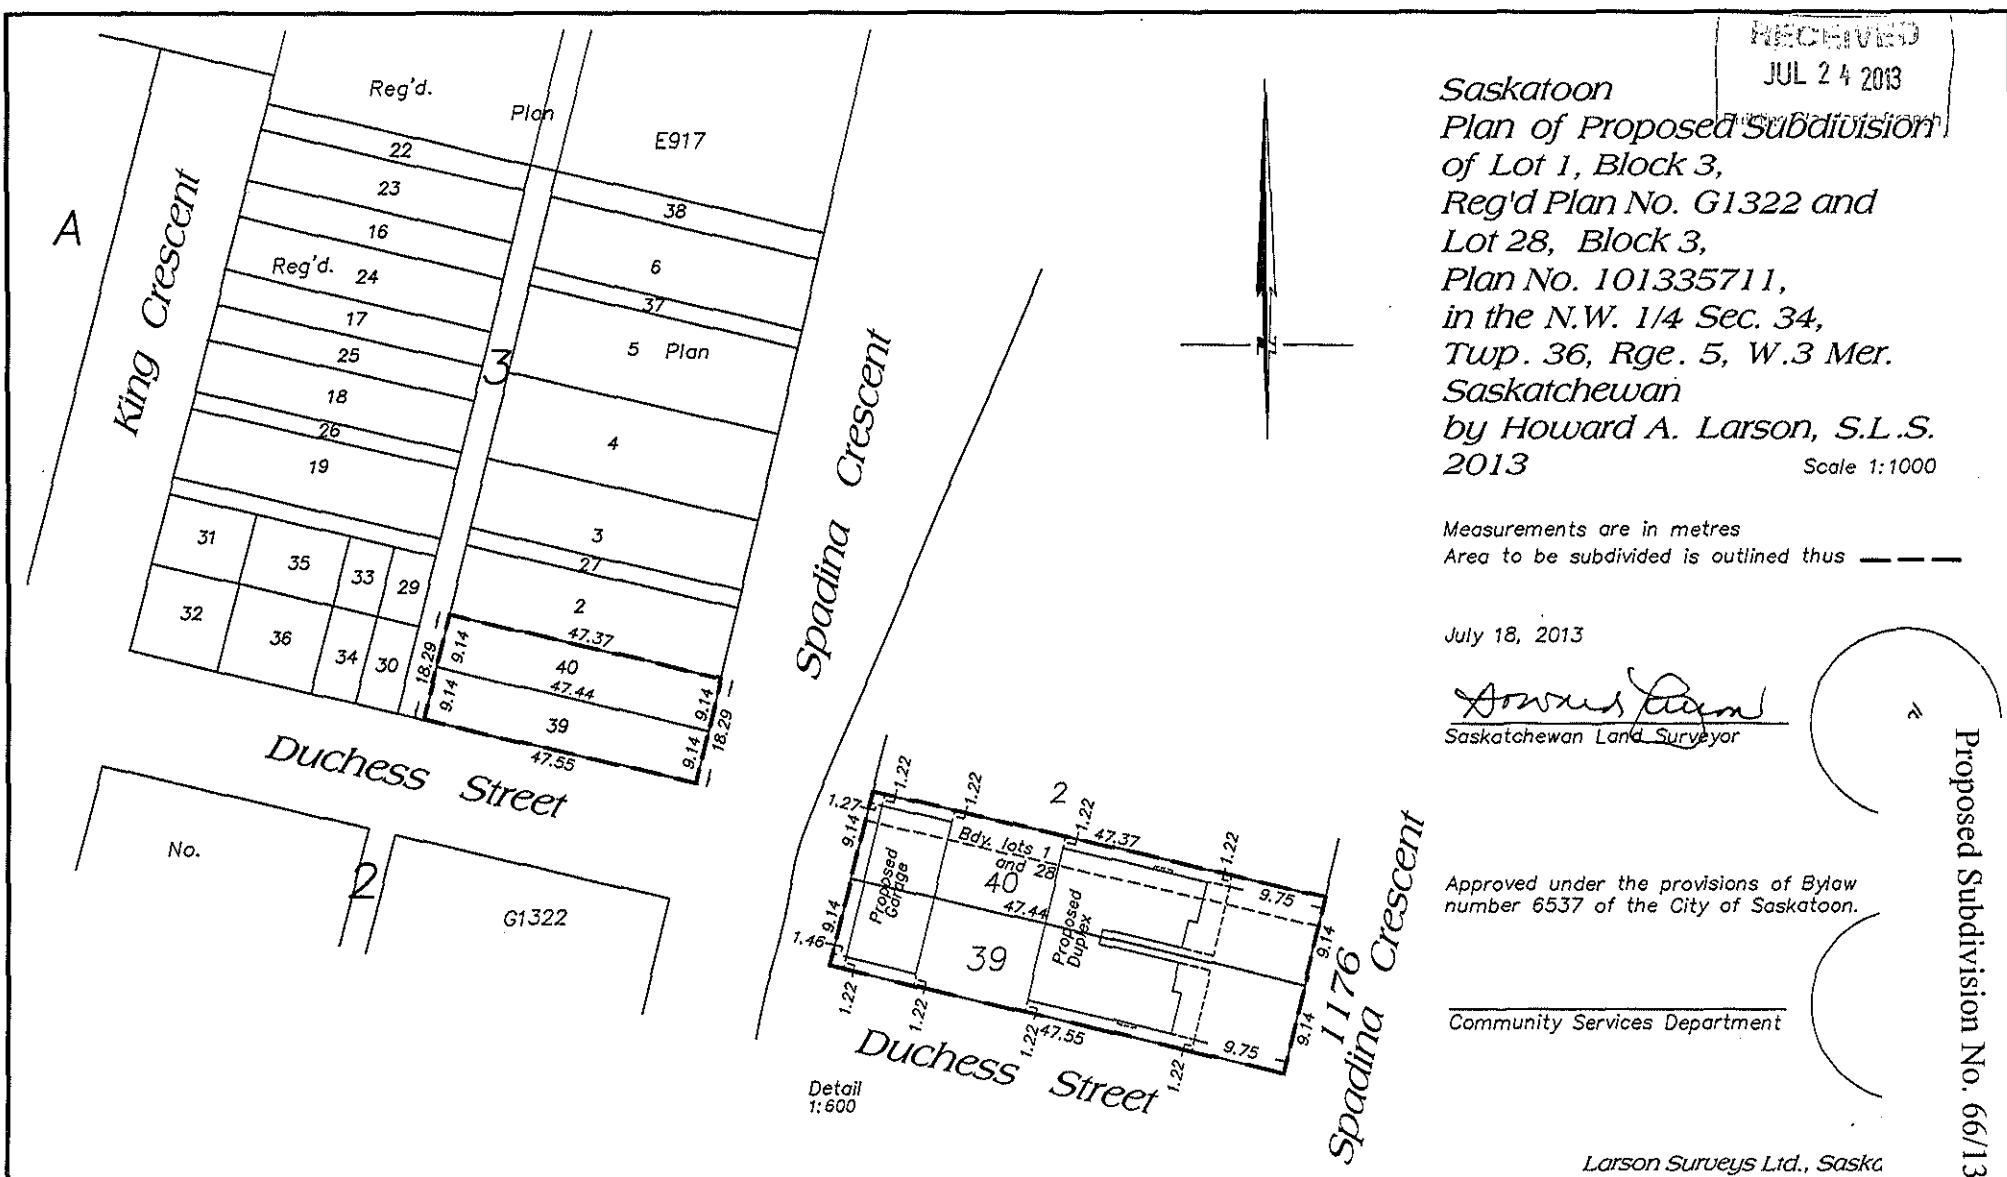 RECEIVED
JUL 24 2013
Saskatoon
Plan of Proposed Subdivision
of Lot 1, Block 3,
Reg'd Plan No. G1322 and
Lot 28, Block 3,
Plan No. 101335711,
in the N.W. 1/4 Sec. 34,
Twp. 36, Rge. 5, W.3 Mer.
Saskatchewan
by Howard A. Larson, S.L.S.
2013
Scale 1:1000
Measurements are in metres
Area to be subdivided is outlined thus
July 18, 2013
Saskatchewan Land Surveyor
Approved under the provisions of Bylaw
number 6537 of the City of Saskatoon.
Community Services Department
Larson Surveys Ltd., Saska
Proposed Subdivision No. 66/13
Reg'd.
Plan
E917
A
King Crescent
22
23
16
Reg'd.
24
17
25
18
26
19
31
35
33
29
32
36
34
30
3
38
6
37
5
Plan
4
3
27
2
47.37
40
47.44
39
47.55
18.29
9.14
9.14
9.14
9.14
18.29
Spadina Crescent
Duchess Street
No.
2
G1322
N
1.22
1.22
2
1.22
47.37
1.22
1.27
9.14
Bdy. lots 1
and 28
40
47.44
9.75
Proposed
Garage
Proposed
Duplex
9.14
1.46
39
9.14
9.14
1.22
1.22
1.22
47.55
1.22
9.75
1176
Spadina Crescent
Duchess Street
Detail
1:600